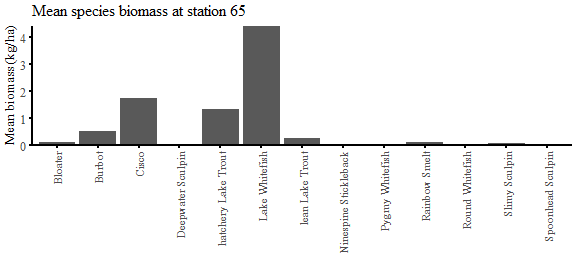 Mean species biomass at station 65
Mean biomass (kg/ha)
4
3
2
1
0
Bloater
Burbot
Cisco
Deepwater Sculpin
hatchery Lake Trout
Lake Whitefish
lean Lake Trout
Ninespine Stickleback
Pygmy Whitefish
Rainbow Smelt
Round Whitefish
Slimy Sculpin
Spoonhead Sculpin